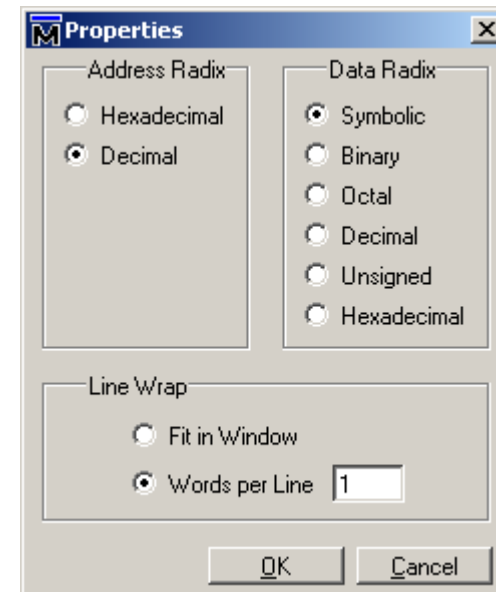 M Properties
Address Radix
Hexadecimal
Decimal
Data Radix
Symbolic
Binary
Octal
Decimal
Unsigned
Hexadecimal
Line Wrap
Fit in Window
Words per Line 1
OK Cancel